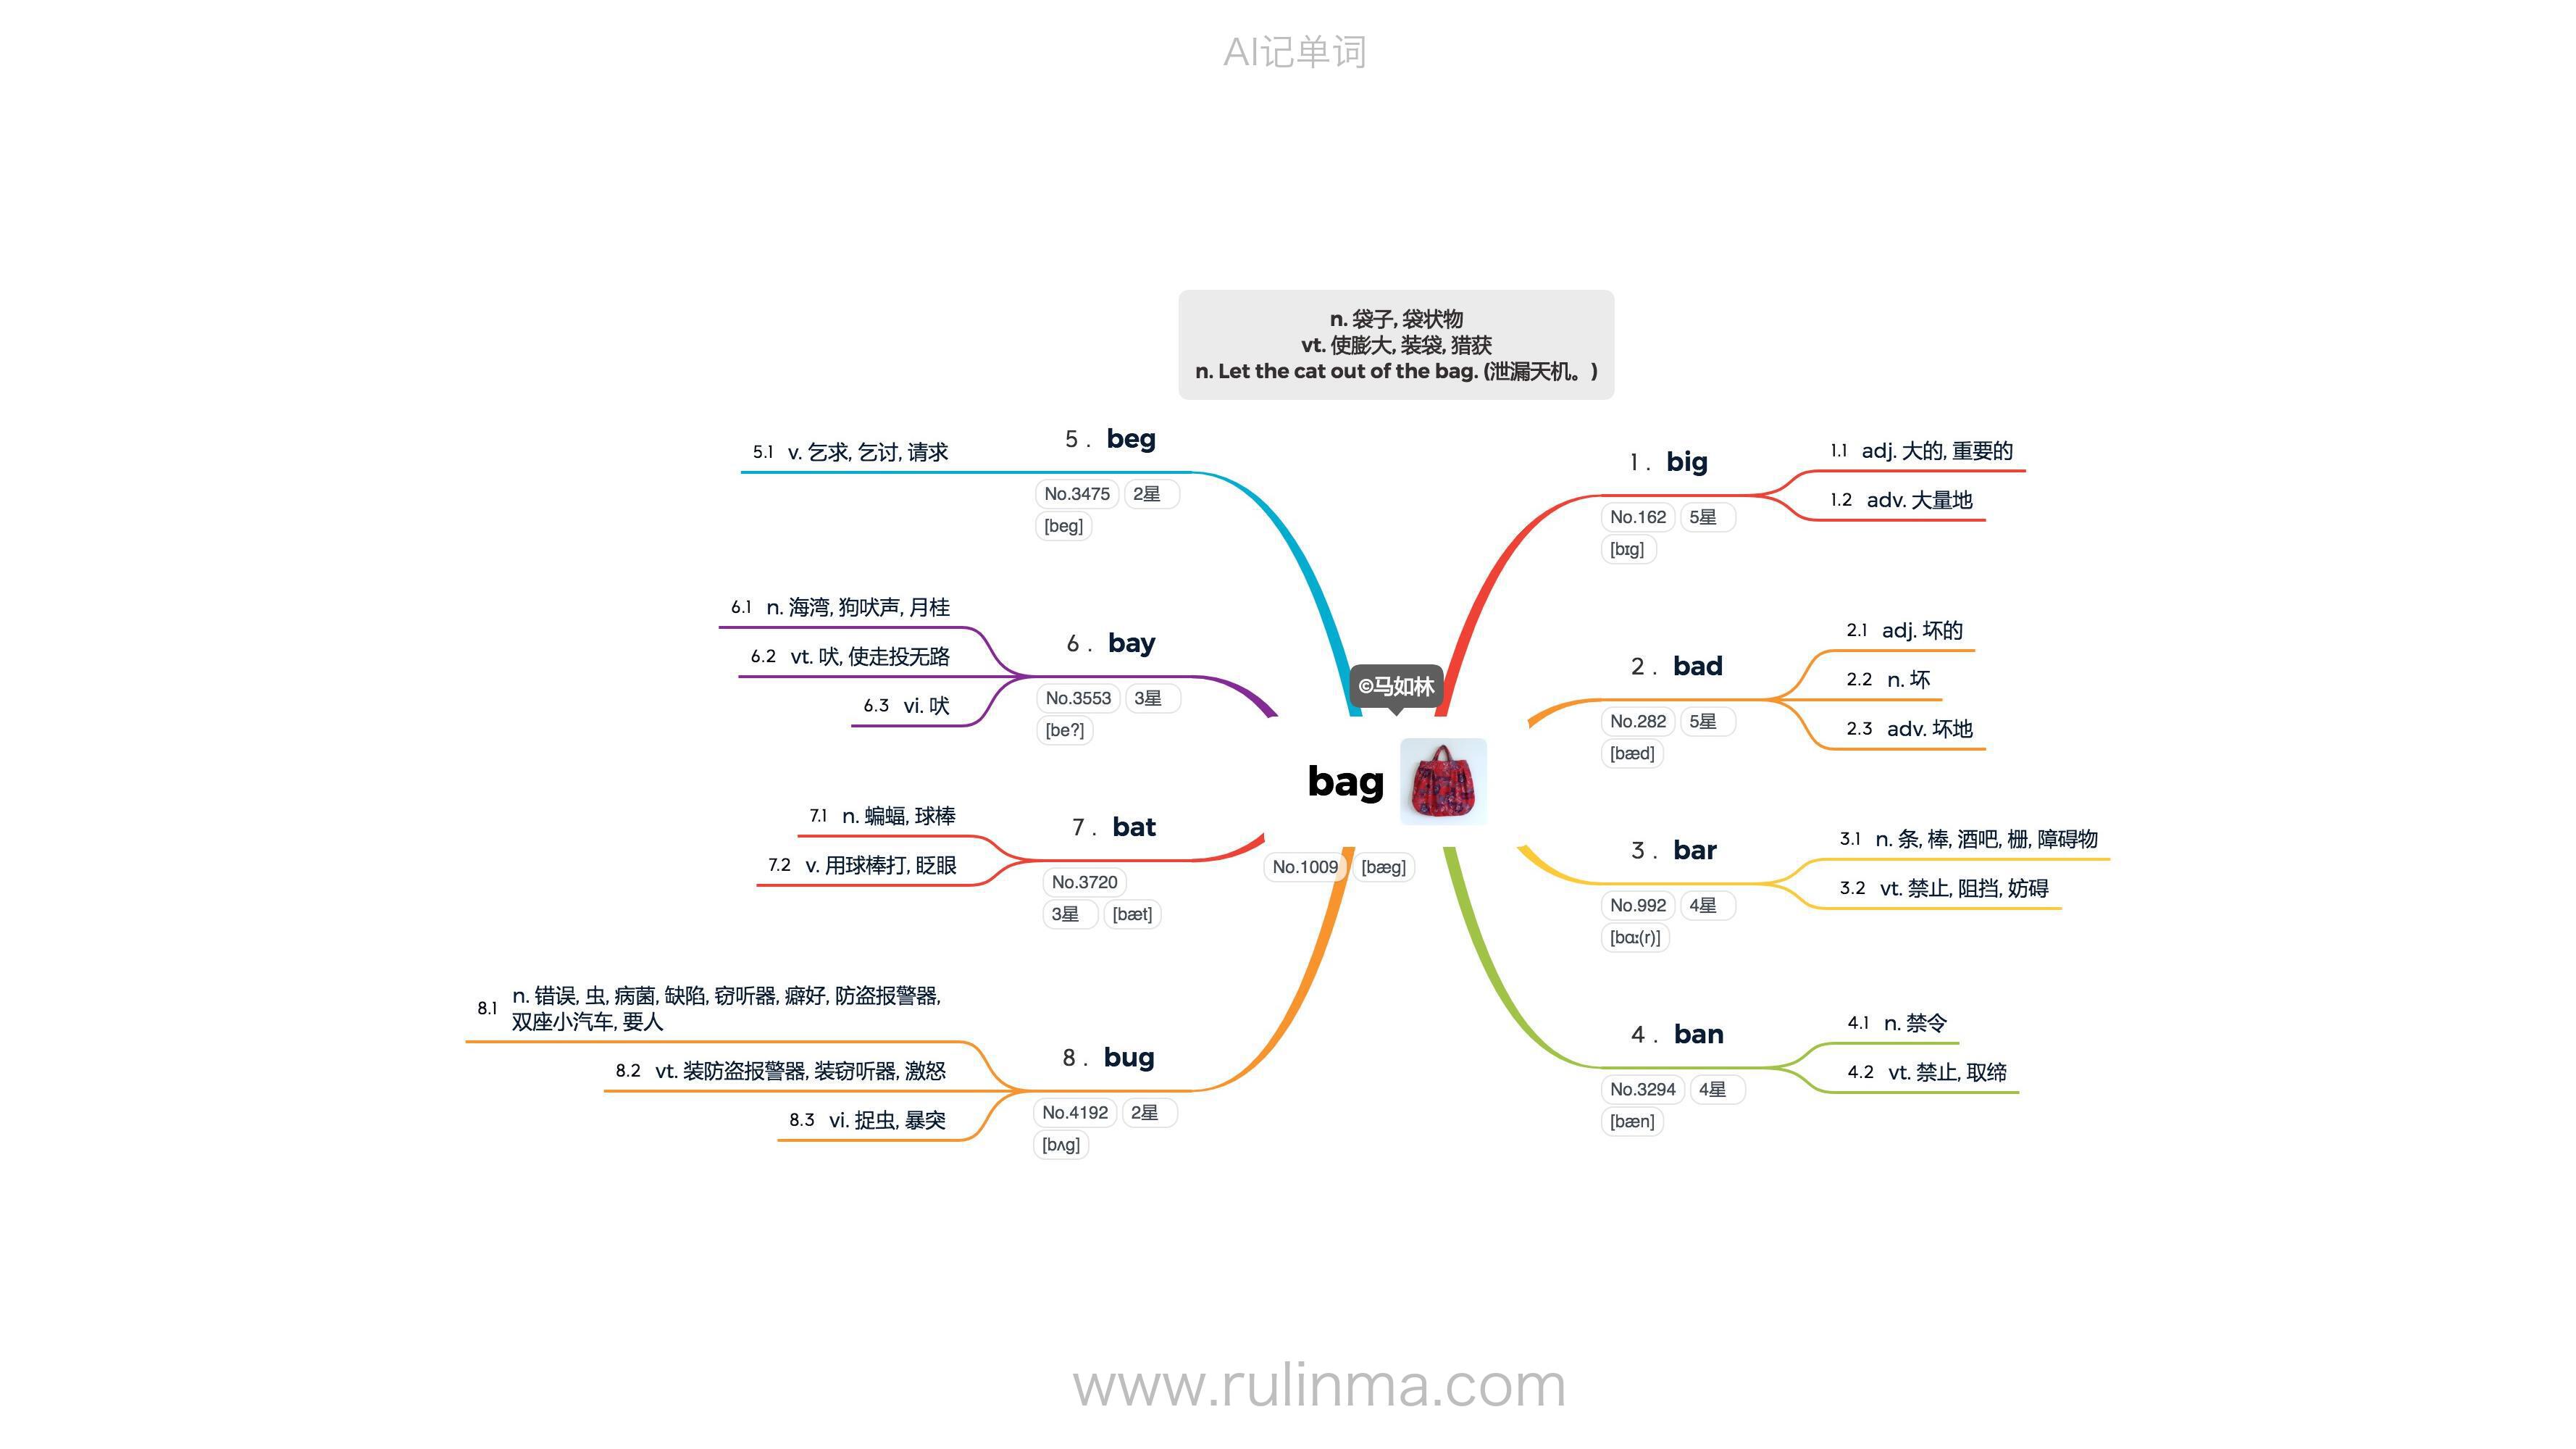 AI记单词
n. 袋子, 袋状物
vt. 使膨大, 装袋, 猎获
n. Let the cat out of the bag. (泄漏天机。)
©马如林
bag
No.1009 [bæg]
1 . big
No.162 5星
[bɪg]
1.1 adj. 大的, 重要的
1.2 adv. 大量地
2 . bad
No.282 5星
[bæd]
2.1 adj. 坏的
2.2 n. 坏
2.3 adv. 坏地
3 . bar
No.992 4星
[bɑː(r)]
3.1 n. 条, 棒, 酒吧, 栅, 障碍物
3.2 vt. 禁止, 阻挡, 妨碍
4 . ban
No.3294 4星
[bæn]
4.1 n. 禁令
4.2 vt. 禁止, 取缔
5 . beg
No.3475 2星
[beg]
5.1 v. 乞求, 乞讨, 请求
6 . bay
No.3553 3星
[be?]
6.1 n. 海湾, 狗吠声, 月桂
6.2 vt. 吠, 使走投无路
6.3 vi. 吠
7 . bat
No.3720
3星 [bæt]
7.1 n. 蝙蝠, 球棒
7.2 v. 用球棒打, 眨眼
8 . bug
No.4192 2星
[bʌg]
8.1 n. 错误, 虫, 病菌, 缺陷, 窃听器, 癖好, 防盗报警器,
双座小汽车, 要人
8.2 vt. 装防盗报警器, 装窃听器, 激怒
8.3 vi. 捉虫, 暴突
www.rulinma.com